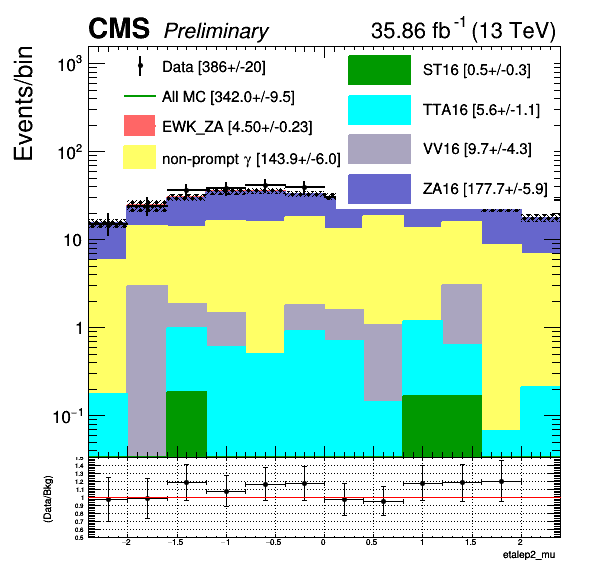 CMS Preliminary 35.86 fb⁻¹ (13 TeV)
Events/bin
10³
10²
10
1
10⁻¹
Data [386+/-20]
All MC [342.0+/-9.5]
EWK_ZA [4.50+/-0.23]
non-prompt γ [143.9+/-6.0]
ST16 [0.5+/-0.3]
TTA16 [5.6+/-1.1]
VV16 [9.7+/-4.3]
ZA16 [177.7+/-5.9]
(Data/Bkg)
1.5
1.4
1.3
1.2
1.1
1
0.9
0.8
0.7
0.6
0.5
−2 −1.5 −1 −0.5 0 0.5 1 1.5 2
etalep2_mu